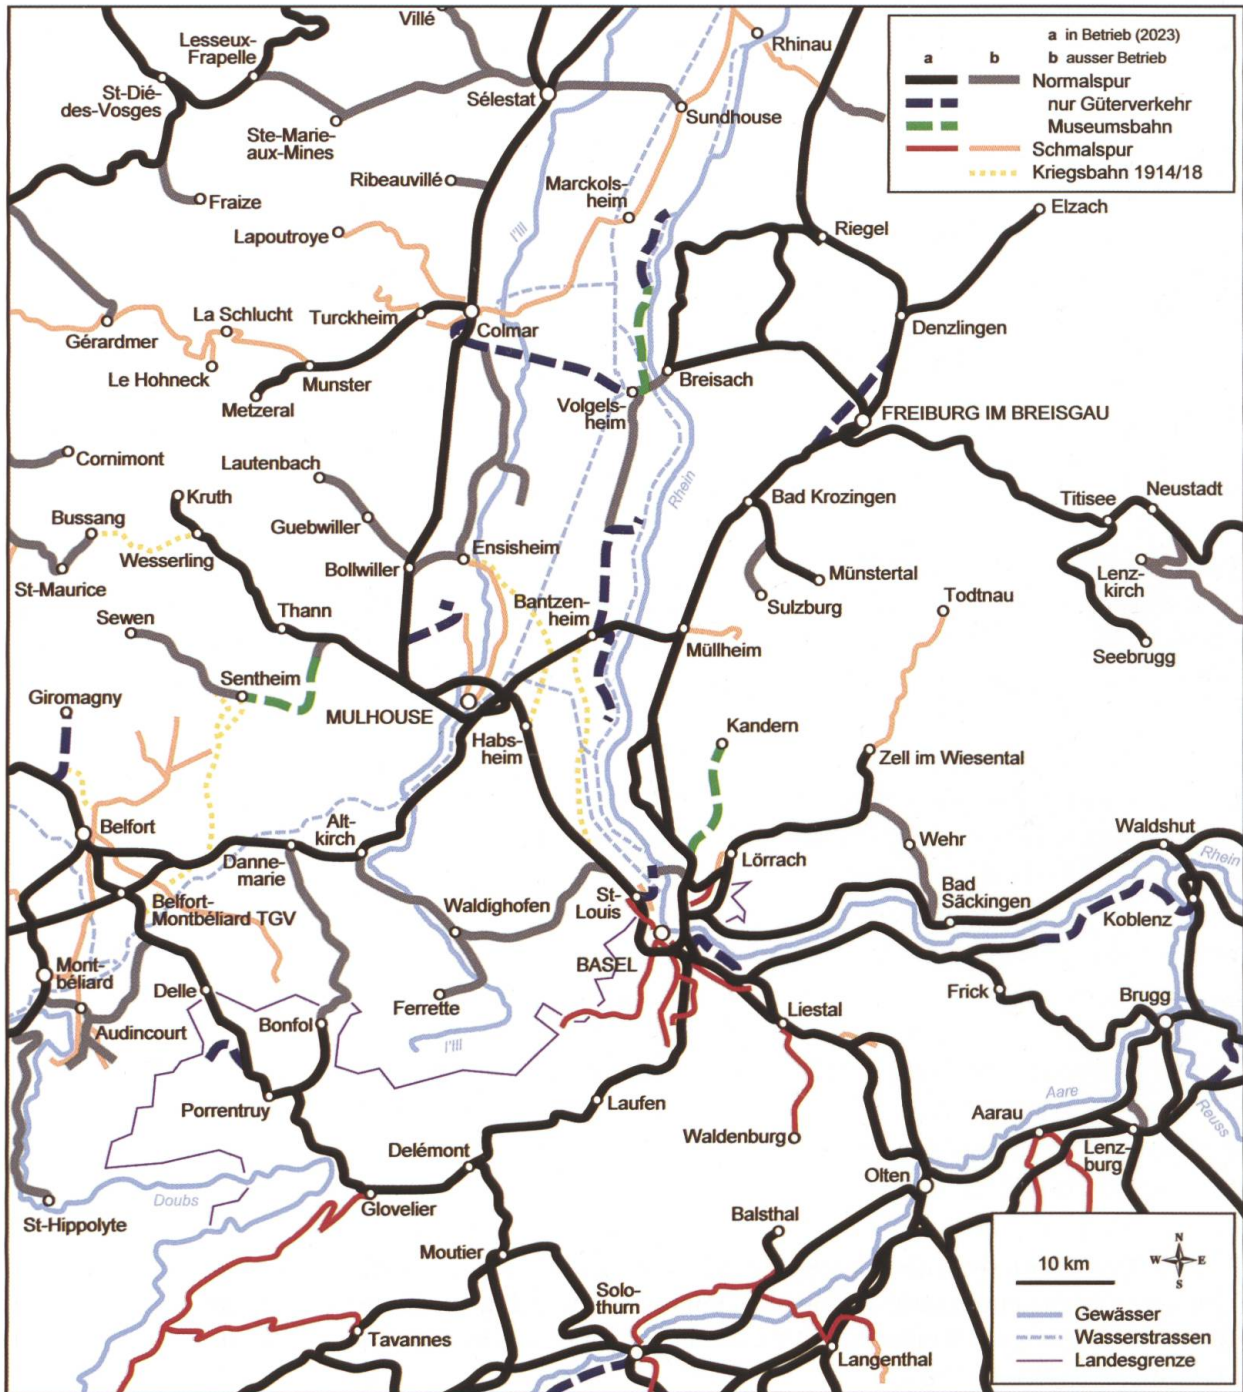 Villé
Lesseux-
Frapelle
Rhinau
St-Dié-
des-Vosges
Sélestat
Sundhouse
Ste-Marie-
aux-Mines
a in Betrieb (2023)
b ausser Betrieb
a b
Normalspur
nur Güterverkehr
Museumsbahn
Schmalspur
Kriegsbahn 1914/18
Ribeauvillé
Marckols-
heim
Fraize
Elzach
Lapoutroye
l'Ill
Riegel
La Schlucht
Turckheim
Colmar
Denzlingen
Gérardmer
Le Hohneck
Munster
Metzeral
Breisach
Volgels-
heim
FREIBURG IM BREISGAU
Cornimont
Lautenbach
Rhein
Kruth
Bad Krozingen
Titisee
Neustadt
Bussang
Guebwiller
Wesserling
Ensisheim
Bollwiller
Münstertal
Lenz-
kirch
St-Maurice
Sulzburg
Todtnau
Sewen
Thann
Bantzen-
heim
Müllheim
Seebrugg
Sentheim
Giromagny
MULHOUSE
Habs-
heim
Kandern
Zell im Wiesental
Belfort
Alt-
kirch
Danne-
marie
Lörrach
Wehr
Waldshut
Rhein
Belfort-
Montbéliard TGV
Waldighofen
St-
Louis
Bad
Säckingen
Koblenz
Mont-
béliard
BASEL
Delle
Ferrette
Frick
Liestal
Brugg
Audincourt
Bonfol
l'Ill
Porrentruy
Laufen
Aare
Aarau
Reuss
Waldenburg
Lenz-
burg
Delémont
Olten
Doubs
St-Hippolyte
Glovelier
Balsthal
Moutier
Solo-
thurn
Tavannes
Langenthal
10 km
N
W E
S
Gewässer
Wasserstrassen
Landesgrenze